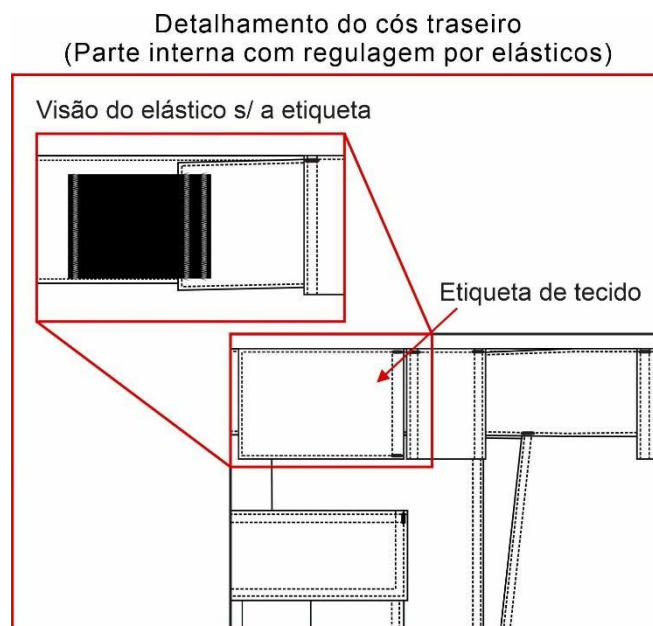 Detalhamento do cós traseiro
(Parte interna com regulagem por elásticos)
Visão do elástico s/ a etiqueta
Etiqueta de tecido